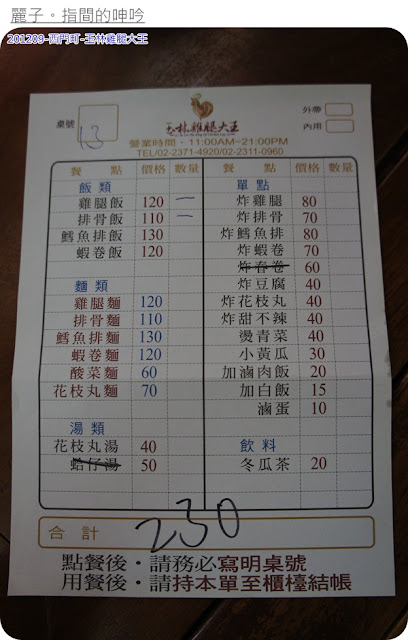 麗子。指間的呻吟
201209-西門町-玉林雞腿大王
桌號
13
玉林雞腿大王
外帶
內用
營業時間·11:00AM~21:00PM
TEL/02-2371-4920/02-2311-0960
餐 點 價格 數量 餐 點 價格 數量
飯類
雞腿飯 120 一
排骨飯 110 一
鱈魚排飯 130
蝦卷飯 120
麵類
雞腿麵 120
排骨麵 110
鱈魚排麵 130
蝦卷麵 120
酸菜麵 60
花枝丸麵 70
湯類
花枝丸湯 40
蛤仔湯 50
單點
炸雞腿 80
炸排骨 70
炸鱈魚排 80
炸蝦卷 70
炸春卷 60
炸豆腐 40
炸花枝丸 40
炸甜不辣 40
燙青菜 40
小黃瓜 30
加滷肉飯 20
加白飯 15
滷蛋 10
飲料
冬瓜茶 20
合計 230
點餐後·請務必寫明桌號
用餐後·請持本單至櫃檯結帳